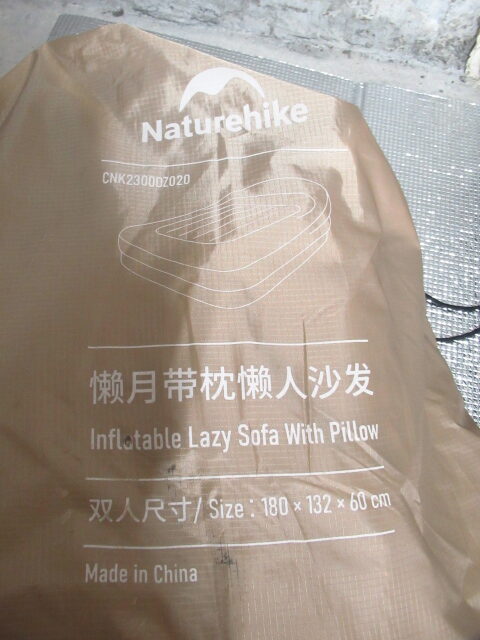 Naturehike
CNK2300DZ020
懒月带枕懒人沙发
Inflatable Lazy Sofa With Pillow
双人尺寸/ Size：180 × 132 × 60 cm
Made in China